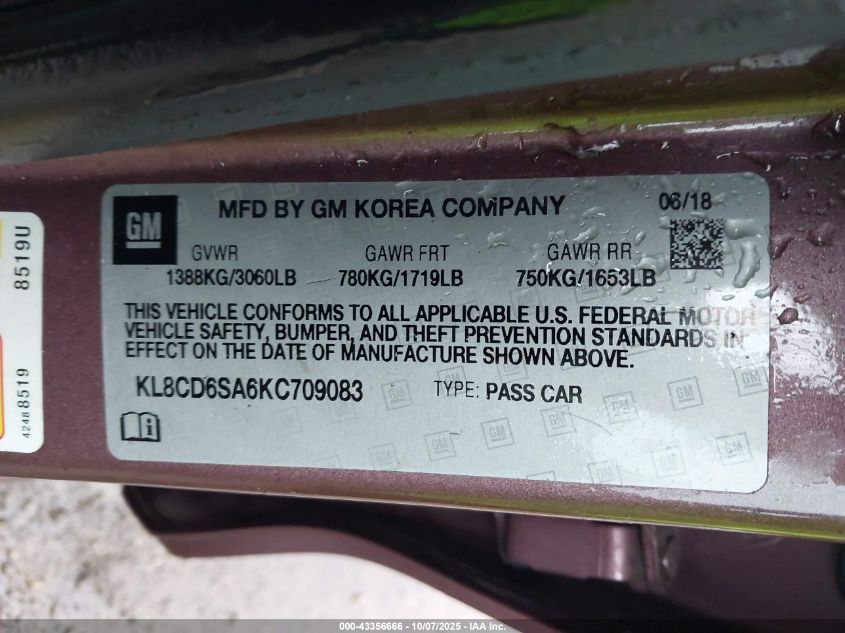 GM
MFD BY GM KOREA COMPANY
06/18
GVWR GAWR FRT GAWR RR
1388KG/3060LB 780KG/1719LB 750KG/1653LB
THIS VEHICLE CONFORMS TO ALL APPLICABLE U.S. FEDERAL MOTOR
VEHICLE SAFETY, BUMPER, AND THEFT PREVENTION STANDARDS IN
EFFECT ON THE DATE OF MANUFACTURE SHOWN ABOVE.
KL8CD6SA6KC709083 TYPE: PASS CAR
8519U
4248 8519
000-43356666 - 10/07/2025 - IAA Inc.